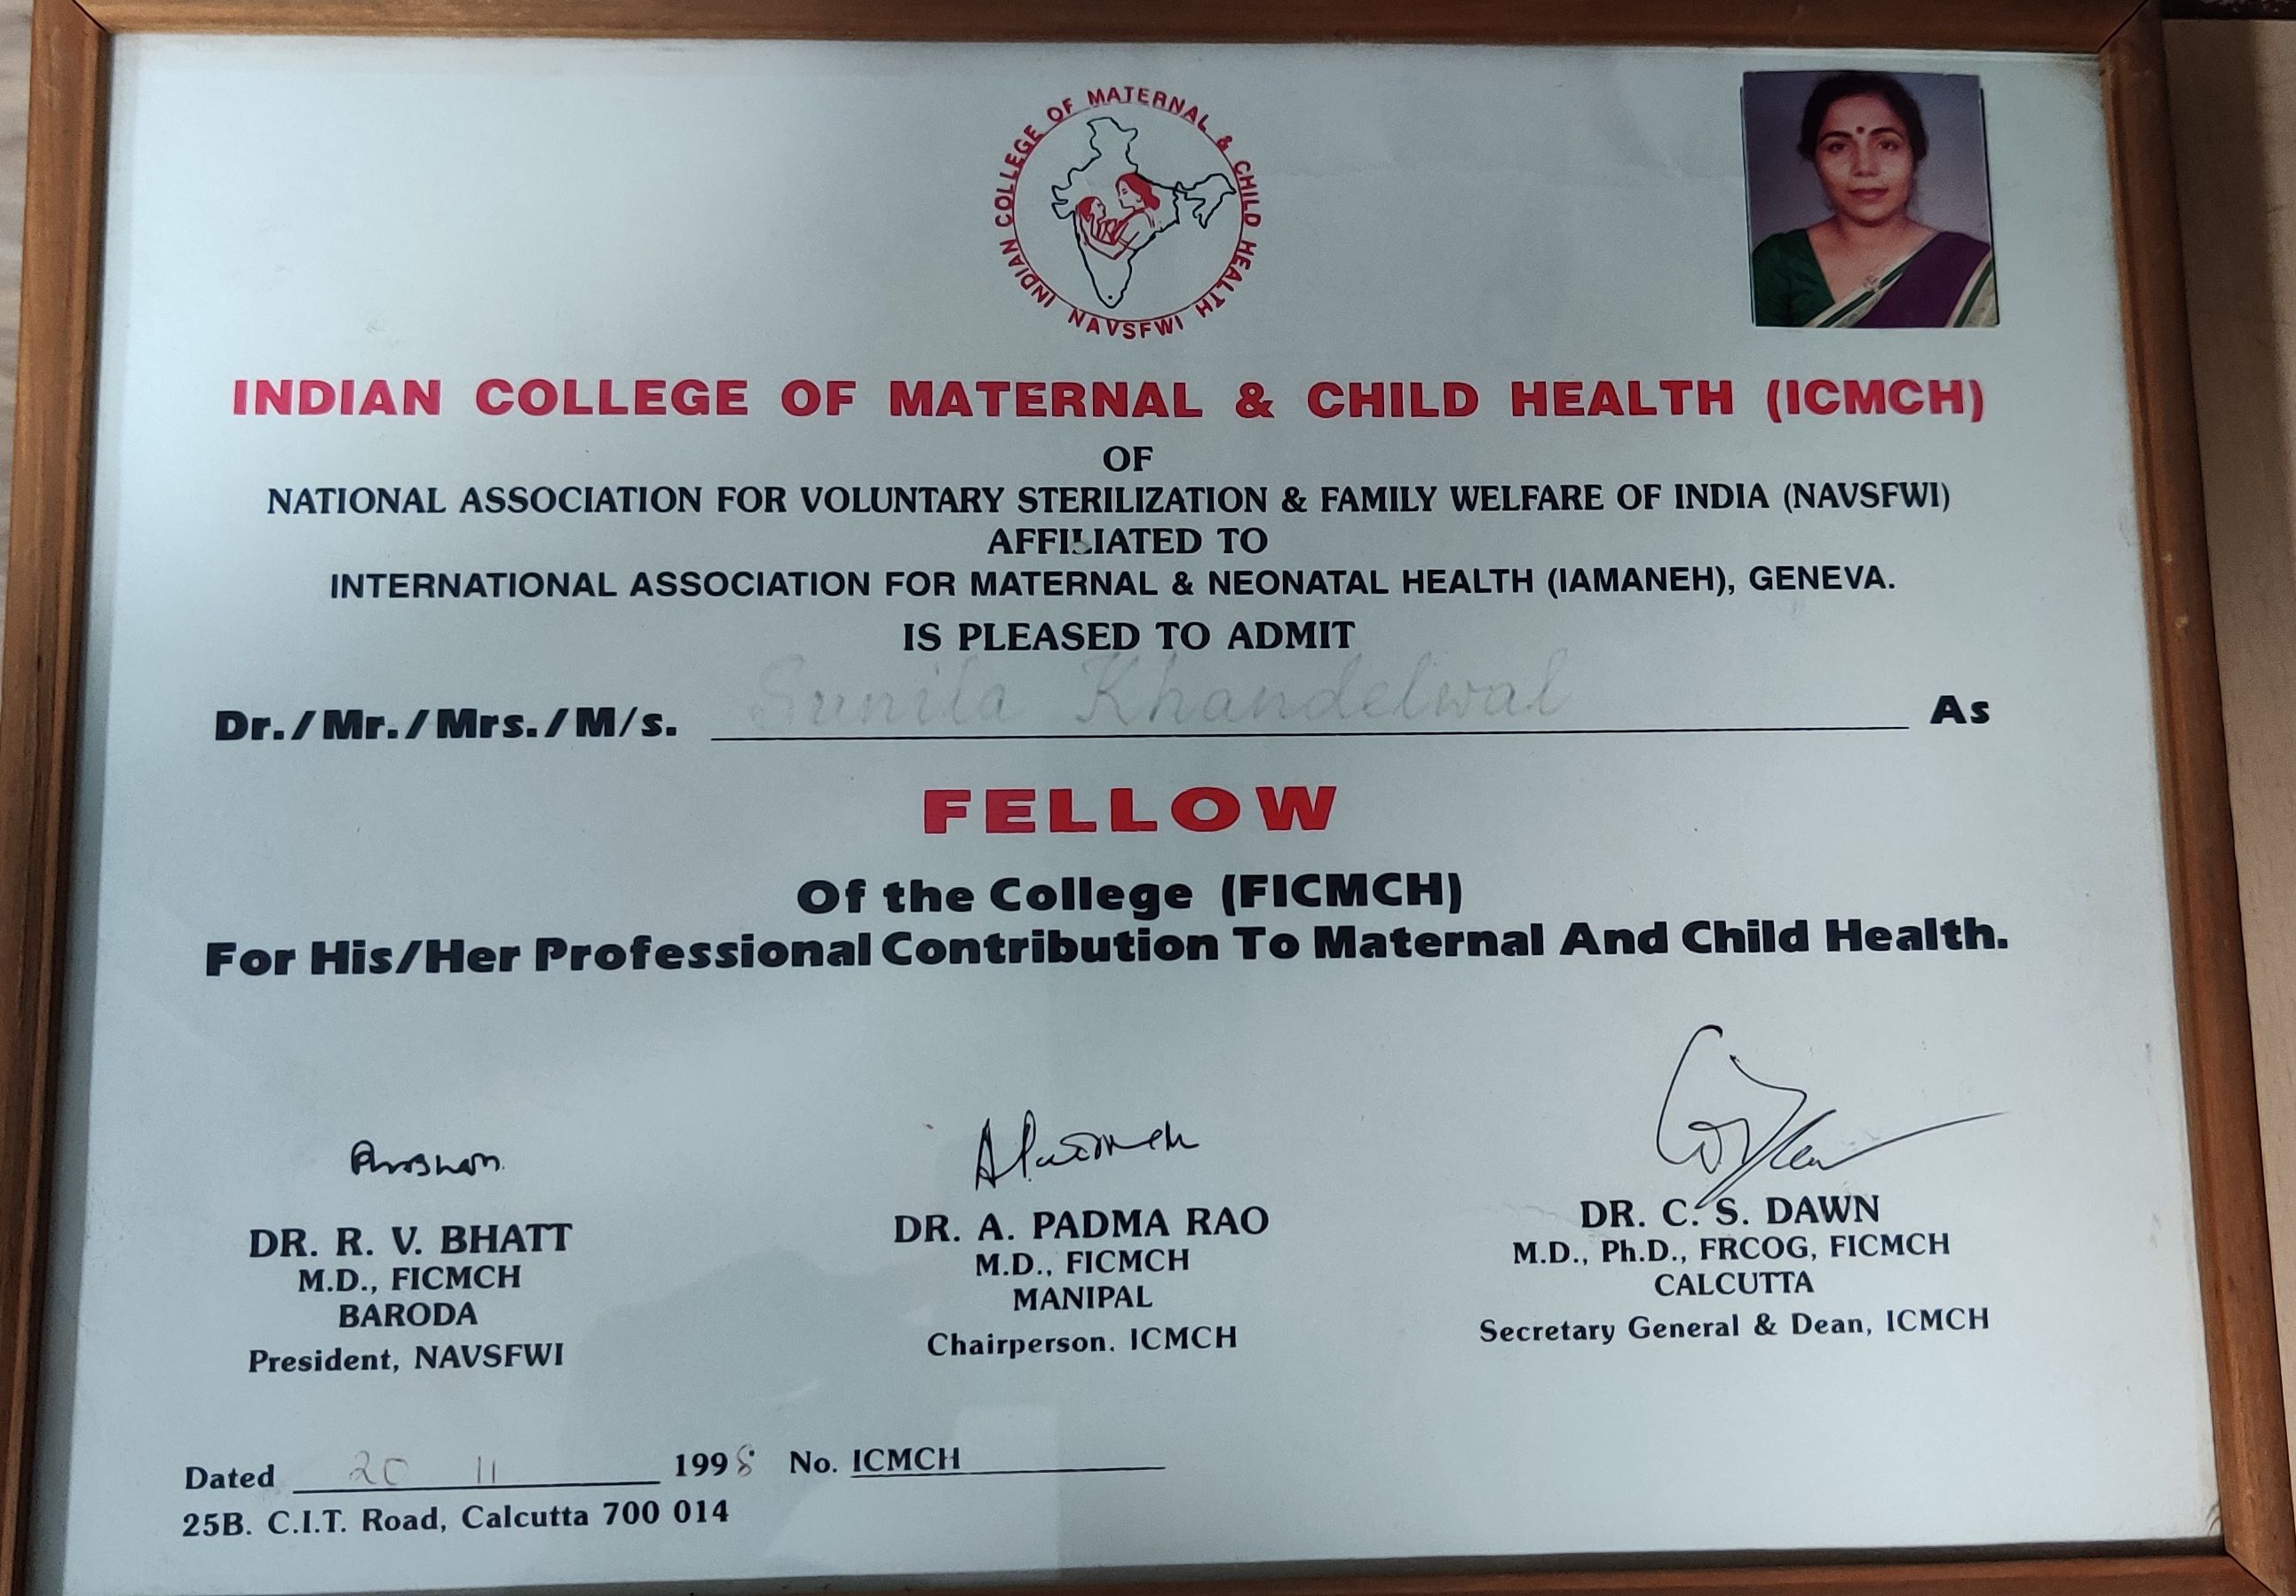 INDIAN COLLEGE OF MATERNAL & CHILD HEALTH
NAVSFWI
INDIAN COLLEGE OF MATERNAL & CHILD HEALTH (ICMCH)
OF
NATIONAL ASSOCIATION FOR VOLUNTARY STERILIZATION & FAMILY WELFARE OF INDIA (NAVSFWI)
AFFILIATED TO
INTERNATIONAL ASSOCIATION FOR MATERNAL & NEONATAL HEALTH (IAMANEH), GENEVA.
IS PLEASED TO ADMIT
Dr./Mr./Mrs./M/s. Sunila Khandelwal As
FELLOW
Of the College (FICMCH)
For His/Her Professional Contribution To Maternal And Child Health.
DR. R. V. BHATT
M.D., FICMCH
BARODA
President, NAVSFWI
DR. A. PADMA RAO
M.D., FICMCH
MANIPAL
Chairperson. ICMCH
DR. C. S. DAWN
M.D., Ph.D., FRCOG, FICMCH
CALCUTTA
Secretary General & Dean, ICMCH
Dated 20 11 1998 No. ICMCH
25B. C.I.T. Road, Calcutta 700 014